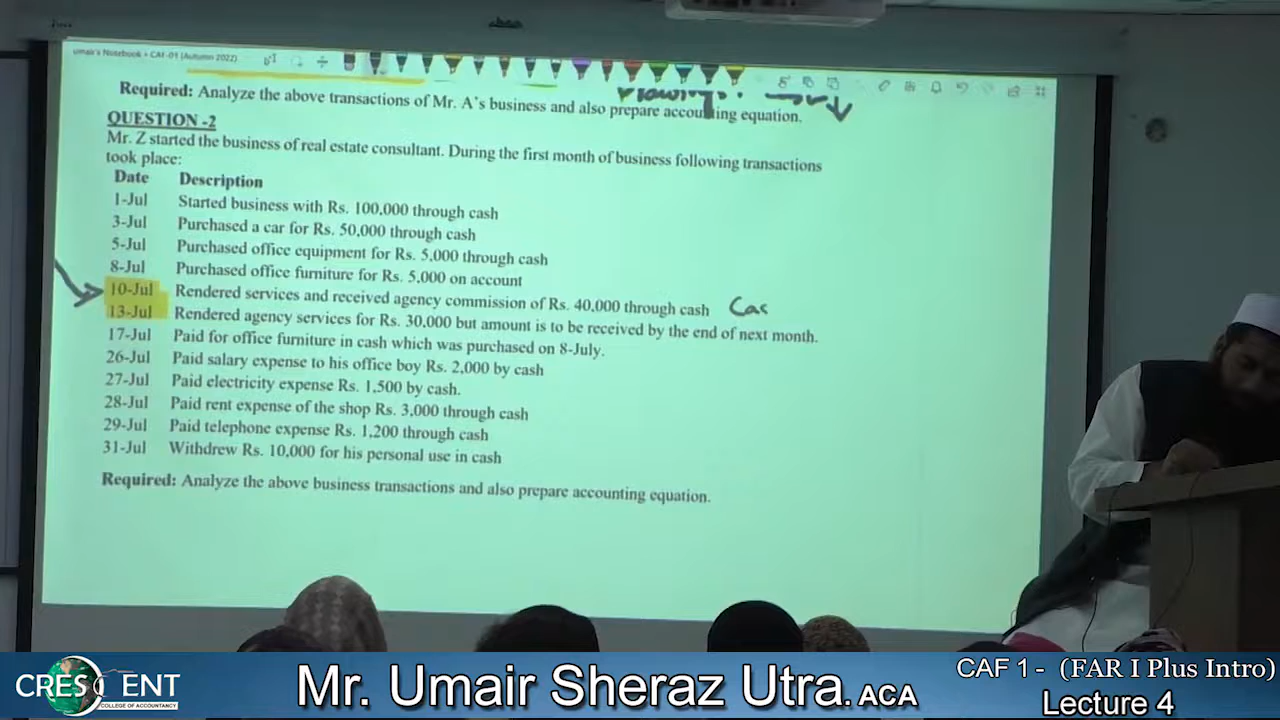 umair's Notebook • CAF-01 (Autumn 2022)
Required: Analyze the above transactions of Mr. A's business and also prepare accounting equation.
QUESTION -2
Mr. Z started the business of real estate consultant. During the first month of business following transactions
took place:
Date Description
1-Jul Started business with Rs. 100,000 through cash
3-Jul Purchased a car for Rs. 50,000 through cash
5-Jul Purchased office equipment for Rs. 5,000 through cash
8-Jul Purchased office furniture for Rs. 5,000 on account
10-Jul Rendered services and received agency commission of Rs. 40,000 through cash Cas
13-Jul Rendered agency services for Rs. 30,000 but amount is to be received by the end of next month.
17-Jul Paid for office furniture in cash which was purchased on 8-July.
26-Jul Paid salary expense to his office boy Rs. 2,000 by cash
27-Jul Paid electricity expense Rs. 1,500 by cash.
28-Jul Paid rent expense of the shop Rs. 3,000 through cash
29-Jul Paid telephone expense Rs. 1,200 through cash
31-Jul Withdrew Rs. 10,000 for his personal use in cash
Required: Analyze the above business transactions and also prepare accounting equation.
CRESCENT
COLLEGE OF ACCOUNTANCY
Mr. Umair Sheraz Utra. ACA
CAF 1 - (FAR I Plus Intro)
Lecture 4